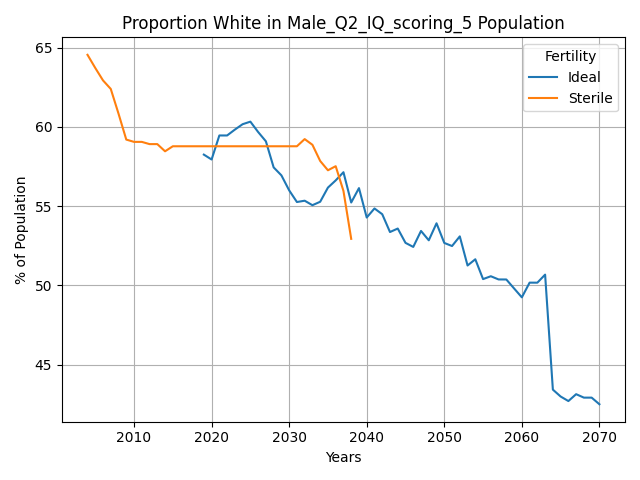 Proportion White in Male_Q2_IQ_scoring_5 Population
Fertility
Ideal
Sterile
% of Population
65
60
55
50
45
2010
2020
2030
2040
2050
2060
2070
Years